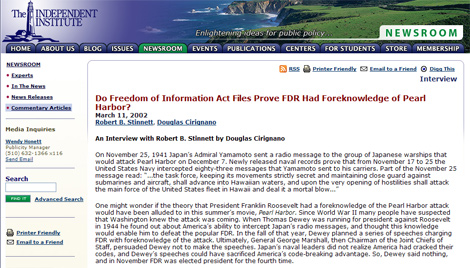 The INDEPENDENT
INSTITUTE
Enlightening ideas for public policy.
NEWSROOM
HOME ABOUT US BLOG ISSUES NEWSROOM EVENTS PUBLICATIONS CENTERS FOR STUDENTS STORE MEMBERSHIP
NEWSROOM
Experts
In The News
News Releases
Commentary Articles
Media Inquiries
Wendy Honett
Publicity Manager
(510) 632-1366 x116
Send Email
Search
FIND IT Advanced Search
Printer Friendly
Email to a Friend
RSS Printer Friendly Email to a Friend Digg This
Interview
Do Freedom of Information Act Files Prove FDR Had Foreknowledge of Pearl
Harbor?
March 11, 2002
Robert B. Stinnett, Douglas Cirignano
An Interview with Robert B. Stinnett by Douglas Cirignano
On November 25, 1941 Japan's Admiral Yamamoto sent a radio message to the group of Japanese warships that
would attack Pearl Harbor on December 7. Newly released naval records prove that from November 17 to 25 the
United States Navy intercepted eighty-three messages that Yamamoto sent to his carriers. Part of the November 25
message read: "...the task force, keeping its movements strictly secret and maintaining close guard against
submarines and aircraft, shall advance into Hawaiian waters, and upon the very opening of hostilities shall attack
the main force of the United States fleet in Hawaii and deal it a mortal blow..."
One might wonder if the theory that President Franklin Roosevelt had a foreknowledge of the Pearl Harbor attack
would have been alluded to in this summer's movie, Pearl Harbor. Since World War II many people have suspected
that Washington knew the attack was coming. When Thomas Dewey was running for president against Roosevelt
in 1944 he found out about America's ability to intercept Japan's radio messages, and thought this knowledge
would enable him to defeat the popular FDR. In the fall of that year, Dewey planned a series of speeches charging
FDR with foreknowledge of the attack. Ultimately, General George Marshall, then Chairman of the Joint Chiefs of
Staff, persuaded Dewey not to make the speeches. Japan's naval leaders did not realize America had cracked their
codes, and Dewey's speeches could have sacrificed America's code-breaking advantage. So, Dewey said nothing,
and in November FDR was elected president for the fourth time.